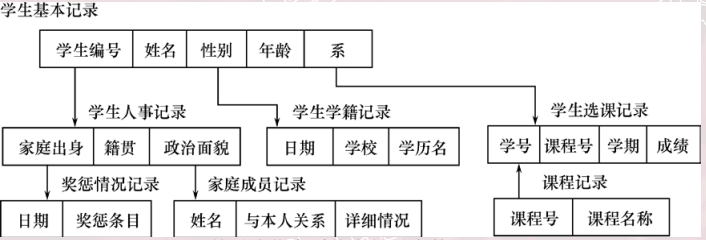 学生基本记录
学生编号 姓名 性别 年龄 系
学生人事记录 学生学籍记录 学生选课记录
家庭出身 籍贯 政治面貌 日期 学校 学历名 学号 课程号 学期 成绩
奖惩情况记录 家庭成员记录 课程记录
日期 奖惩条目 姓名 与本人关系 详细情况 课程号 课程名称